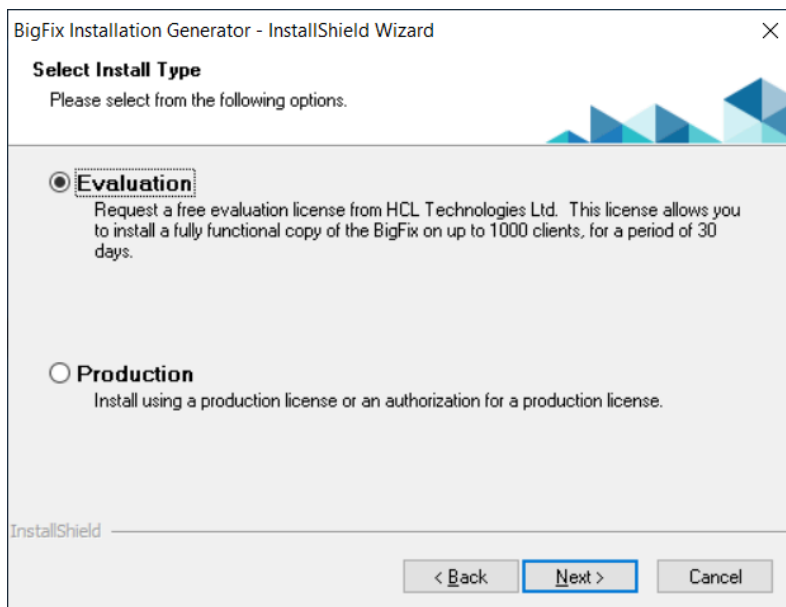 BigFix Installation Generator - InstallShield Wizard
Select Install Type
Please select from the following options.
Evaluation
Request a free evaluation license from HCL Technologies Ltd. This license allows you
to install a fully functional copy of the BigFix on up to 1000 clients, for a period of 30
days.
Production
Install using a production license or an authorization for a production license.
InstallShield
< Back
Next >
Cancel